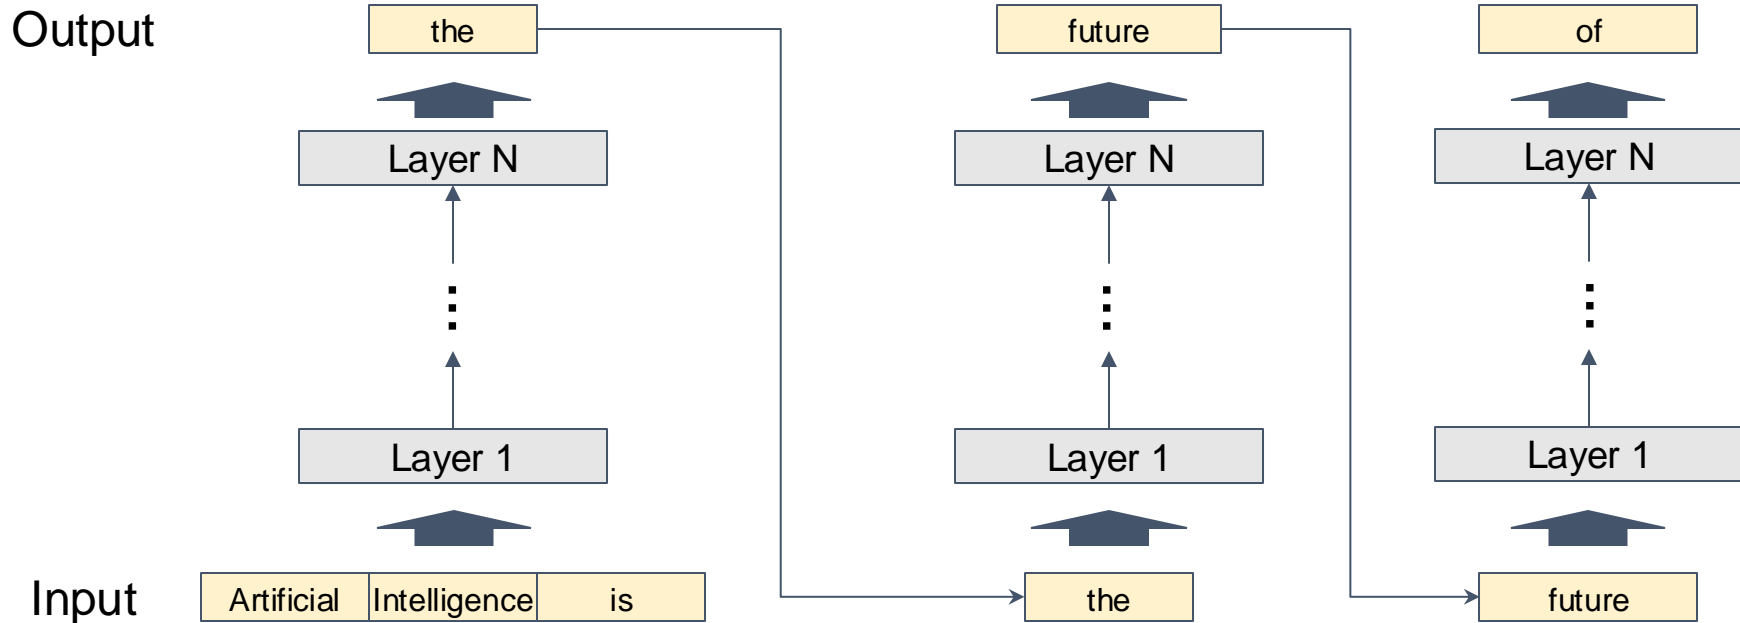 Output
the
future
of
Layer N
Layer N
Layer N
Layer 1
Layer 1
Layer 1
Input
Artificial Intelligence is
the
future